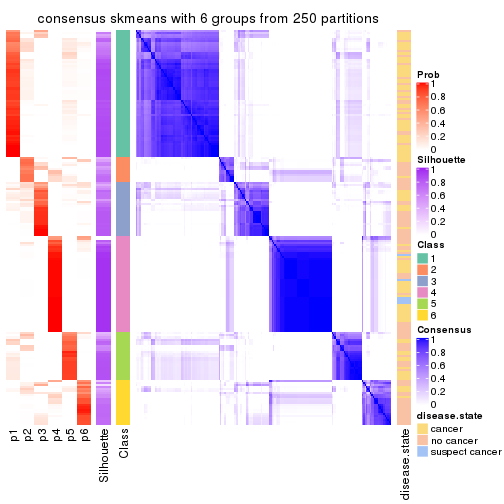 consensus skmeans with 6 groups from 250 partitions
Prob
1
0.8
0.6
0.4
0.2
0
Silhouette
1
0.8
0.6
0.4
0.2
0
Class
1
2
3
4
5
6
Consensus
1
0.8
0.6
0.4
0.2
0
disease.state
cancer
no cancer
suspect cancer
p1
p2
p3
p4
p5
p6
Silhouette
Class
disease.state